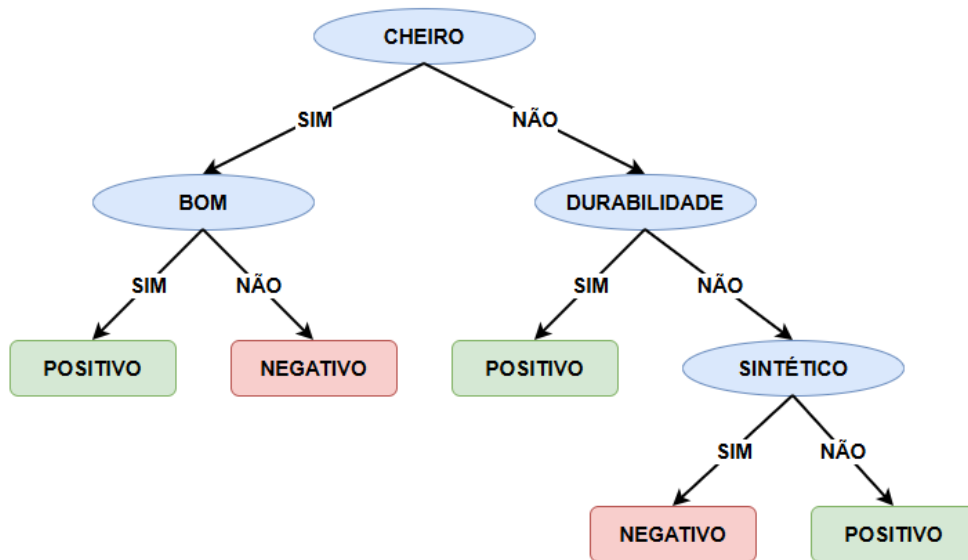 CHEIRO
SIM
NÃO
BOM
DURABILIDADE
SIM
NÃO
SIM
NÃO
POSITIVO
NEGATIVO
POSITIVO
SINTÉTICO
SIM
NÃO
NEGATIVO
POSITIVO